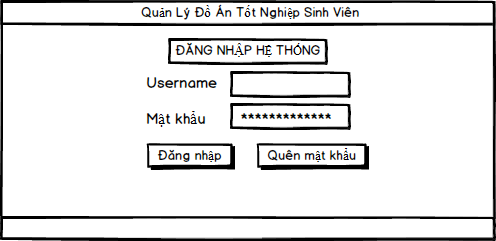 Quản Lý Đồ Án Tốt Nghiệp Sinh Viên
ĐĂNG NHẬP HỆ THỐNG
Username
Mật khẩu *************
Đăng nhập Quên mật khẩu